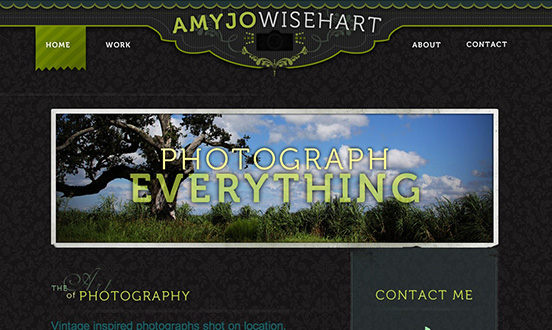 AMYJOWISEHART
HOME WORK ABOUT CONTACT
PHOTOGRAPH
EVERYTHING
THE Art of PHOTOGRAPHY
CONTACT ME
Vintage inspired photographs shot on location.